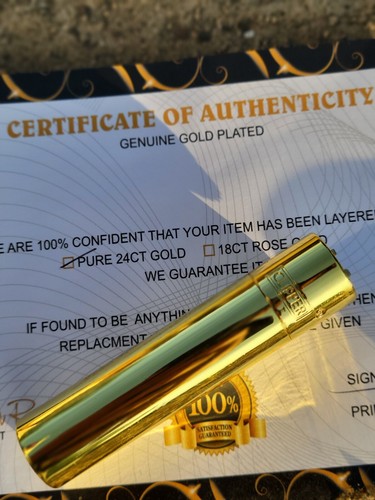 CERTIFICATE OF AUTHENTICITY
GENUINE GOLD PLATED
E ARE 100% CONFIDENT THAT YOUR ITEM HAS BEEN LAYERE
PURE 24CT GOLD 18CT ROSE
WE GUARANTEE IT
CLIPPER
IF FOUND TO BE ANYTHIN
REPLACMENT GIVEN
SIGN
PRI
100%
SATISFACTION
GUARANTEED